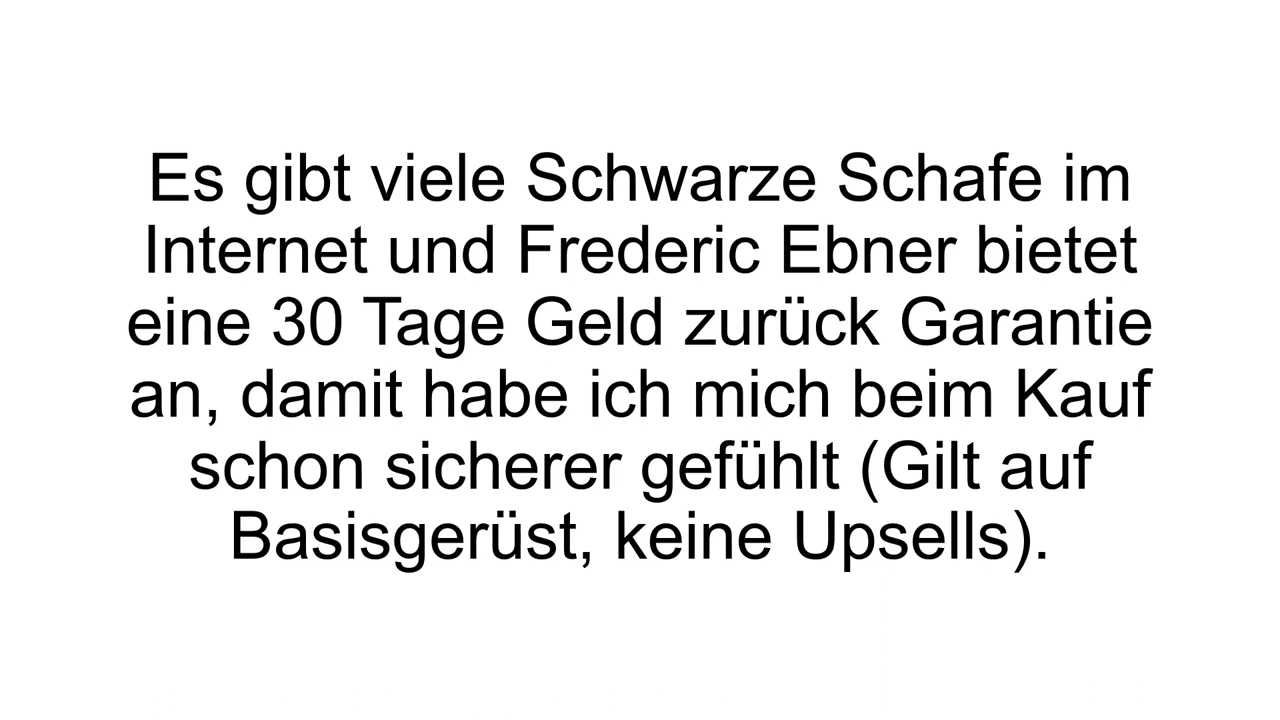 Es gibt viele Schwarze Schafe im
Internet und Frederic Ebner bietet
eine 30 Tage Geld zurück Garantie
an, damit habe ich mich beim Kauf
schon sicherer gefühlt (Gilt auf
Basisgerüst, keine Upsells).